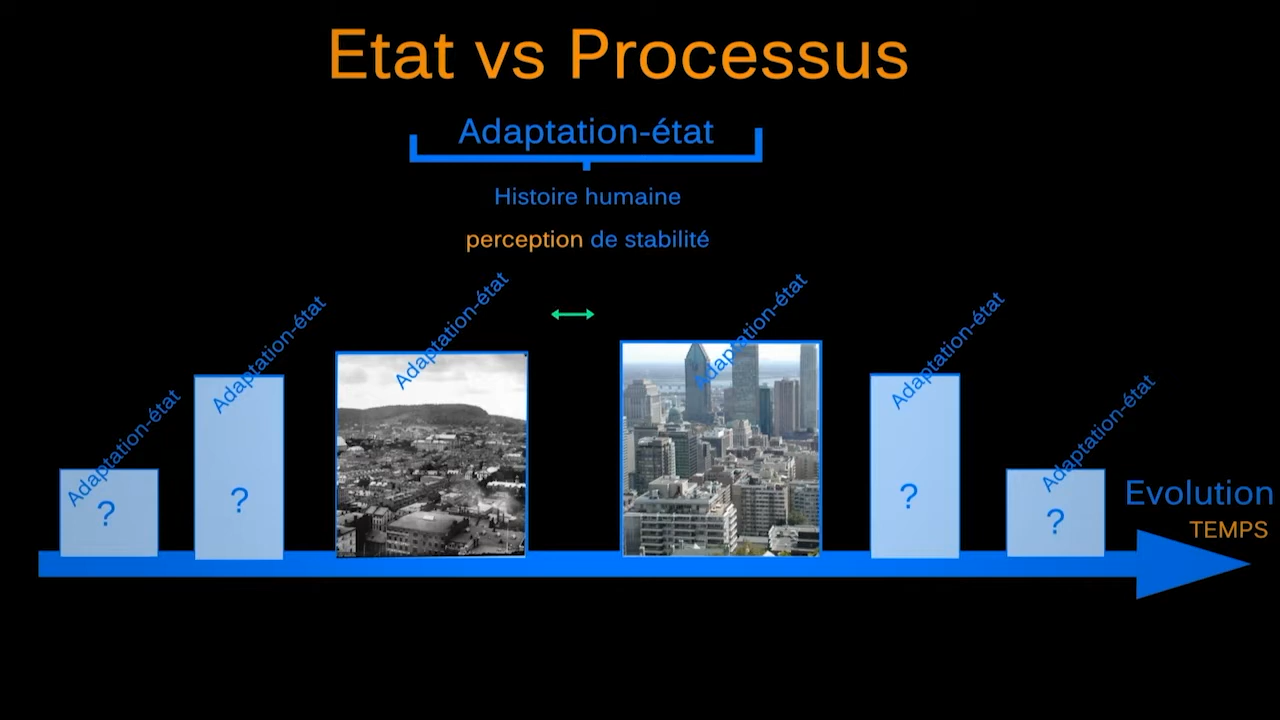 Etat vs Processus
Adaptation-état
Histoire humaine
perception de stabilité
Adaptation-état
Adaptation-état
Adaptation-état
Adaptation-état
Adaptation-état
Adaptation-état
?
?
?
?
Evolution
TEMPS